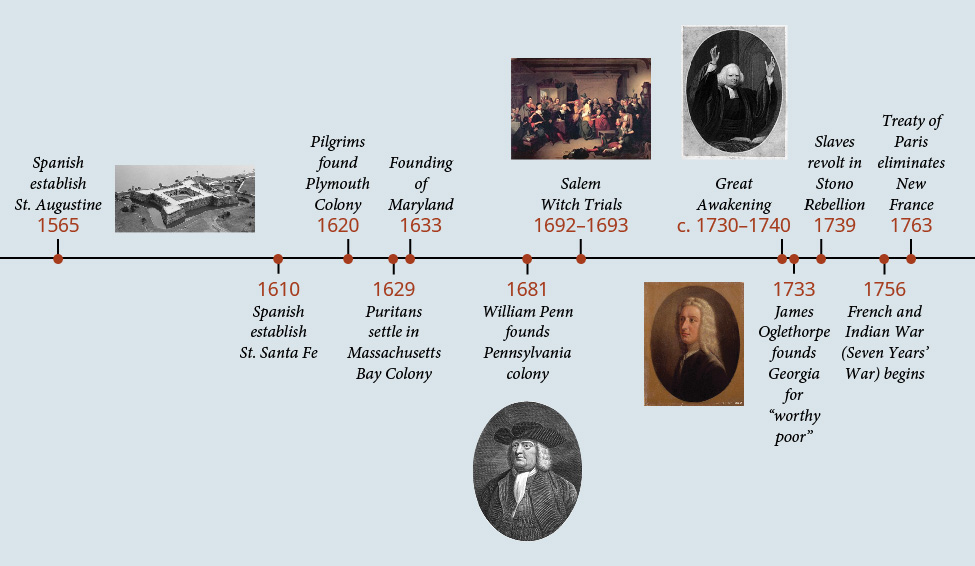 Spanish
establish
St. Augustine
1565
Spanish
establish
St. Santa Fe
1610
Pilgrims
found
Plymouth
Colony
1620
1629
Puritans
settle in
Massachusetts
Bay Colony
Founding
of
Maryland
1633
1681
William Penn
founds
Pennsylvania
colony
Salem
Witch Trials
1692–1693
Great
Awakening
c. 1730–1740
1733
James
Oglethorpe
founds
Georgia
for
“worthy
poor”
Slaves
revolt in
Stono
Rebellion
1739
1756
French and
Indian War
(Seven Years’
War) begins
Treaty of
Paris
eliminates
New
France
1763